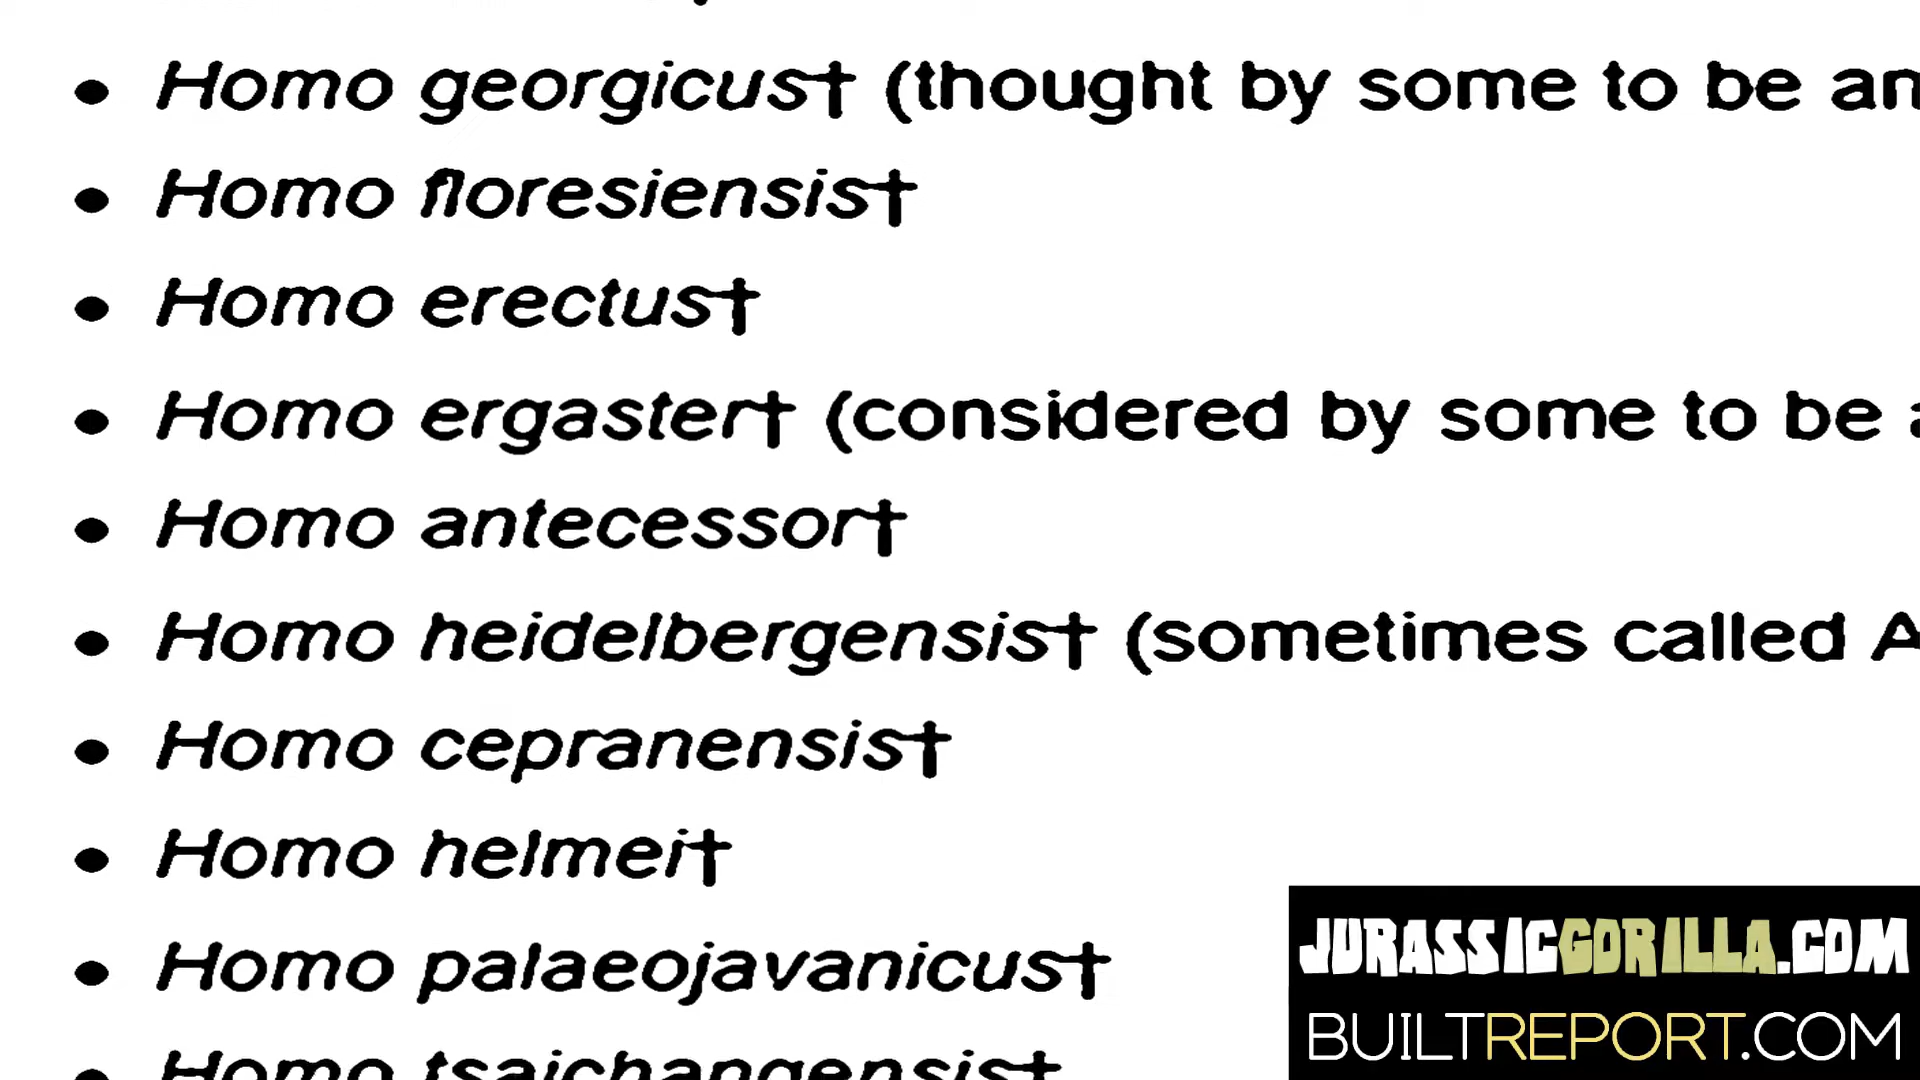 • Homo georgicus† (thought by some to be an
• Homo floresiensis†
• Homo erectus†
• Homo ergaster† (considered by some to be a
• Homo antecessor†
• Homo heidelbergensis† (sometimes called A
• Homo cepranensis†
• Homo helmei†
• Homo palaeojavanicus†
• Homo tsaichangensis†
JURASSICGORILLA.COM
BUILTREPORT.COM